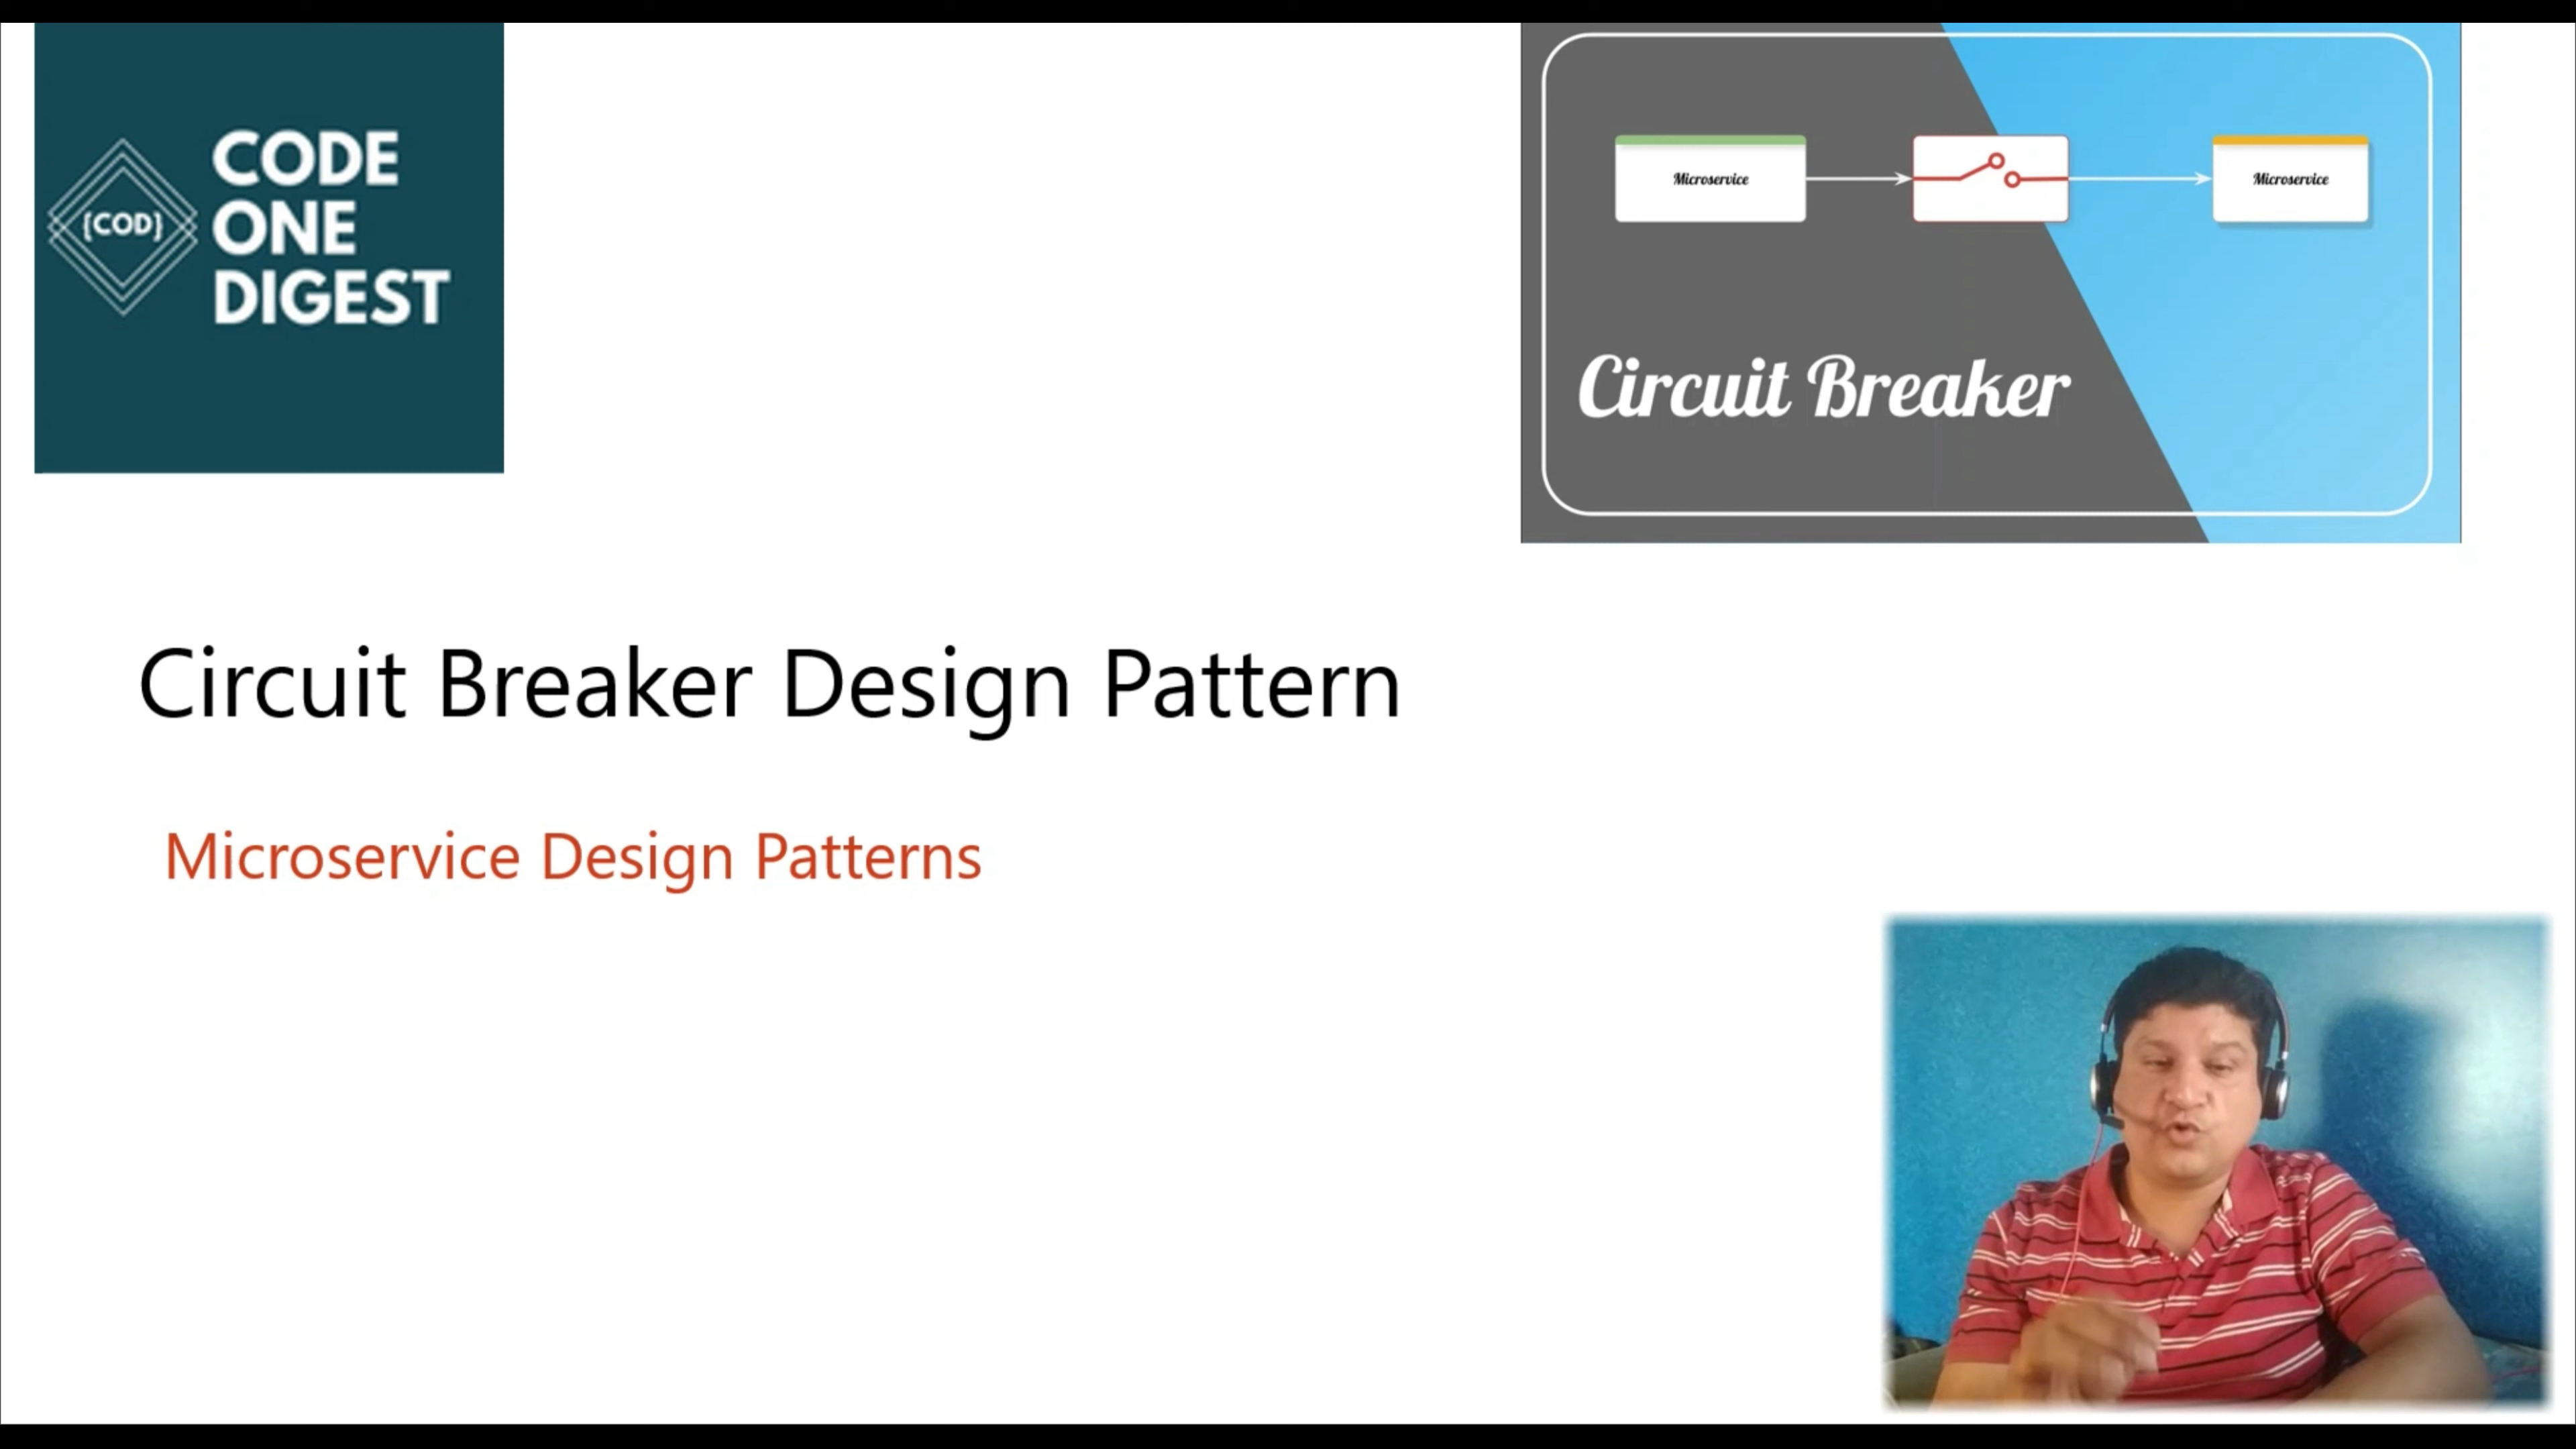 {COD}
CODE
ONE
DIGEST
Microservice
Microservice
Circuit Breaker
Circuit Breaker Design Pattern
Microservice Design Patterns